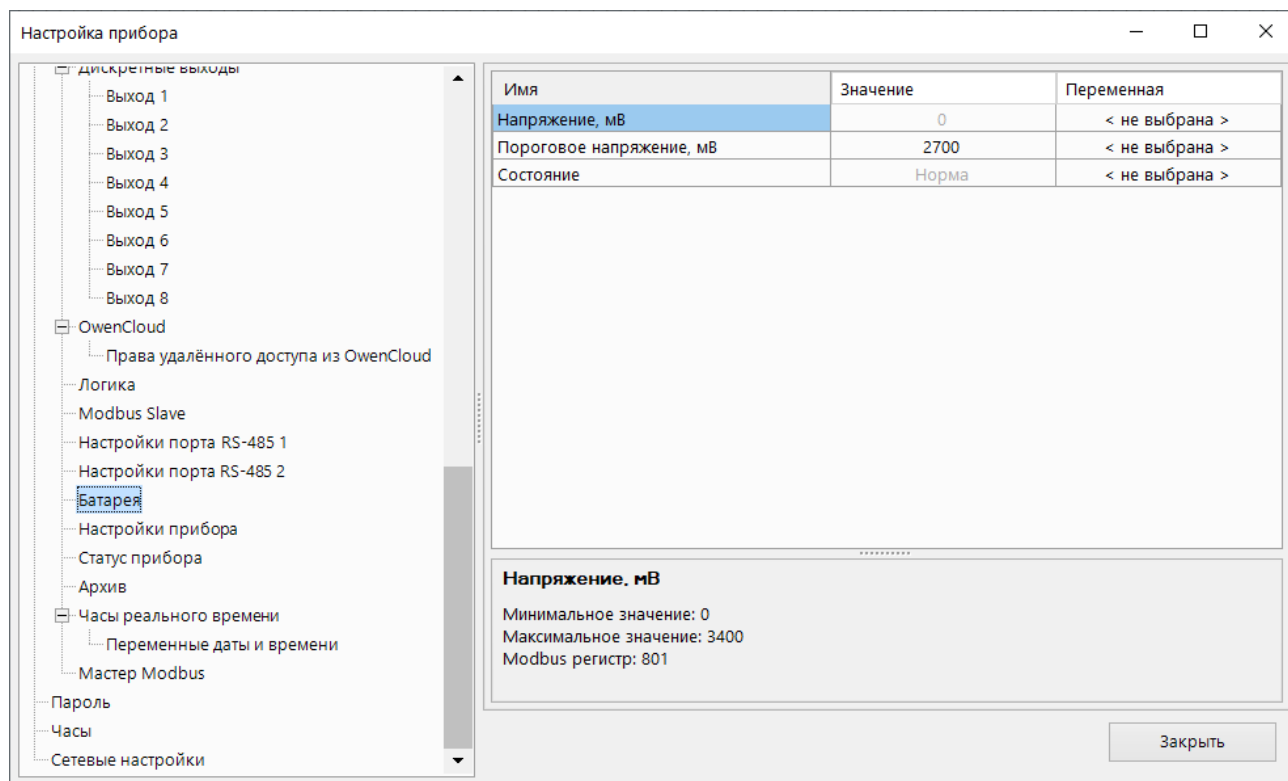 Настройка прибора
Дискретные выходы
Выход 1
Выход 2
Выход 3
Выход 4
Выход 5
Выход 6
Выход 7
Выход 8
OwenCloud
Права удалённого доступа из OwenCloud
Логика
Modbus Slave
Настройки порта RS-485 1
Настройки порта RS-485 2
Батарея
Настройки прибора
Статус прибора
Архив
Часы реального времени
Переменные даты и времени
Мастер Modbus
Пароль
Часы
Сетевые настройки
Имя Значение Переменная
Напряжение, мВ 0 < не выбрана >
Пороговое напряжение, мВ 2700 < не выбрана >
Состояние Норма < не выбрана >
Напряжение, мВ
Минимальное значение: 0
Максимальное значение: 3400
Modbus регистр: 801
Закрыть